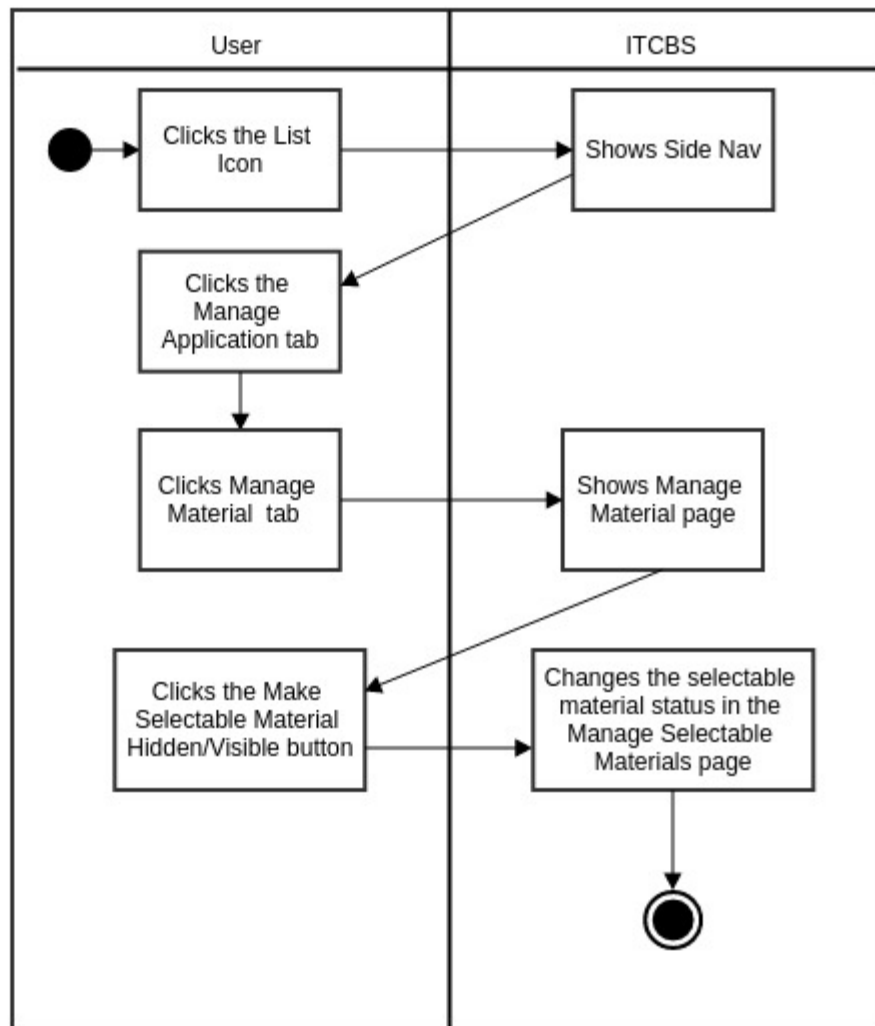 User
ITCBS
Clicks the List
Icon
Shows Side Nav
Clicks the
Manage
Application tab
Clicks Manage
Material tab
Shows Manage
Material page
Clicks the Make
Selectable Material
Hidden/Visible button
Changes the selectable
material status in the
Manage Selectable
Materials page